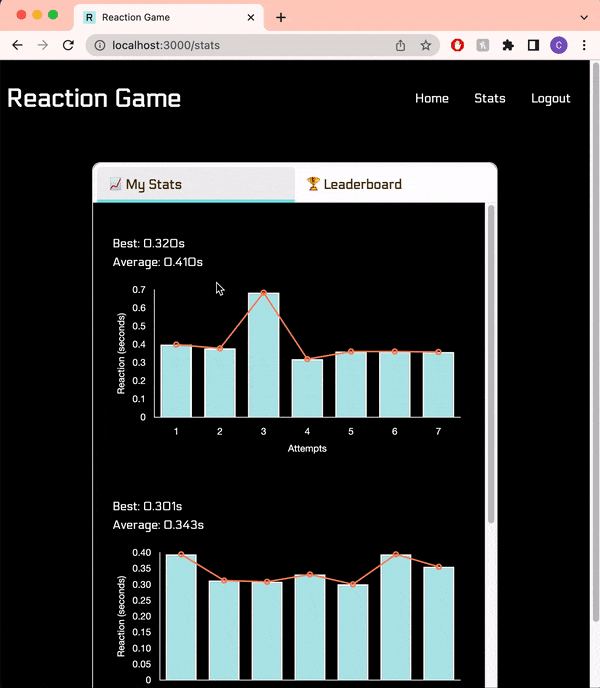 R Reaction Game
localhost:3000/stats
C
Reaction Game
Home Stats Logout
My Stats
Leaderboard
Best: 0.320s
Average: 0.410s
0.7
0.6
0.5
0.4
0.3
0.2
0.1
0
Reaction (seconds)
1 2 3 4 5 6 7
Attempts
Best: 0.301s
Average: 0.343s
0.40
0.35
0.30
0.25
0.20
0.15
0.10
0.05
0
Reaction (seconds)